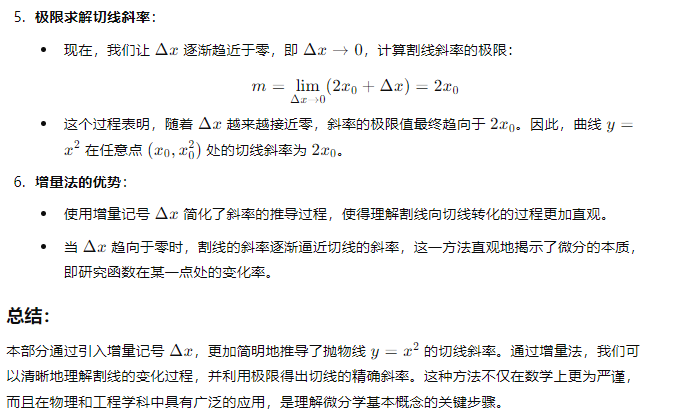 5. 极限求解切线斜率：
• 现在，我们让 Δx 逐渐趋近于零，即 Δx → 0，计算割线斜率的极限：
m = lim_{Δx→0} (2x₀ + Δx) = 2x₀
• 这个过程表明，随着 Δx 越来越接近零，斜率的极限值最终趋向于 2x₀。因此，曲线 y =
x² 在任意点 (x₀, x₀²) 处的切线斜率为 2x₀。
6. 增量法的优势：
• 使用增量记号 Δx 简化了斜率的推导过程，使得理解割线向切线转化的过程更加直观。
• 当 Δx 趋向于零时，割线的斜率逐渐逼近切线的斜率，这一方法直观地揭示了微分的本质，
即研究函数在某一点处的变化率。
总结：
本部分通过引入增量记号 Δx，更加简明地推导了抛物线 y = x² 的切线斜率。通过增量法，我们可
以清晰地理解割线的变化过程，并利用极限得出切线的精确斜率。这种方法不仅在数学上更为严谨，
而且在物理和工程学科中具有广泛的应用，是理解微分学基本概念的关键步骤。